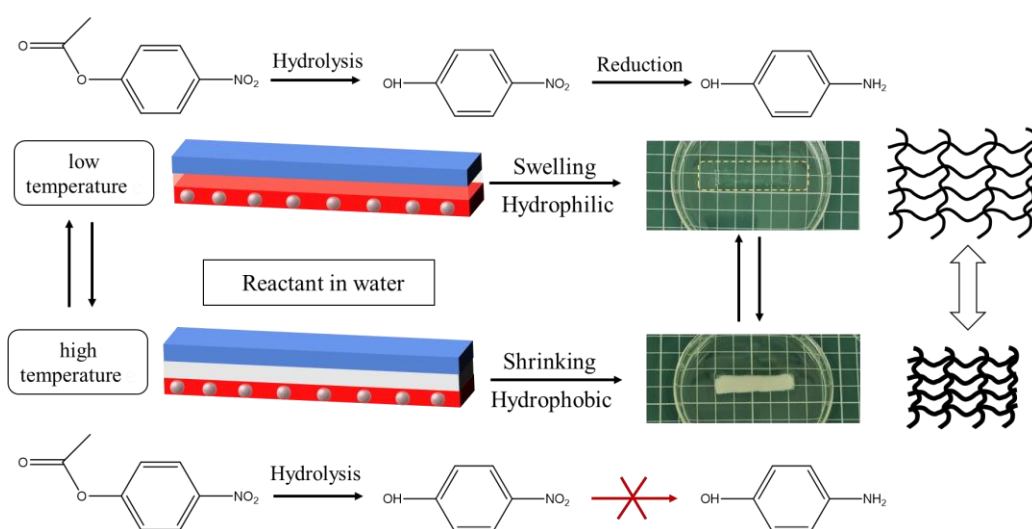 O
O
NO₂
Hydrolysis
OH
NO₂
Reduction
OH
NH₂
low
temperature
Swelling
Hydrophilic
Reactant in water
high
temperature
Shrinking
Hydrophobic
O
O
NO₂
Hydrolysis
OH
NO₂
OH
NH₂